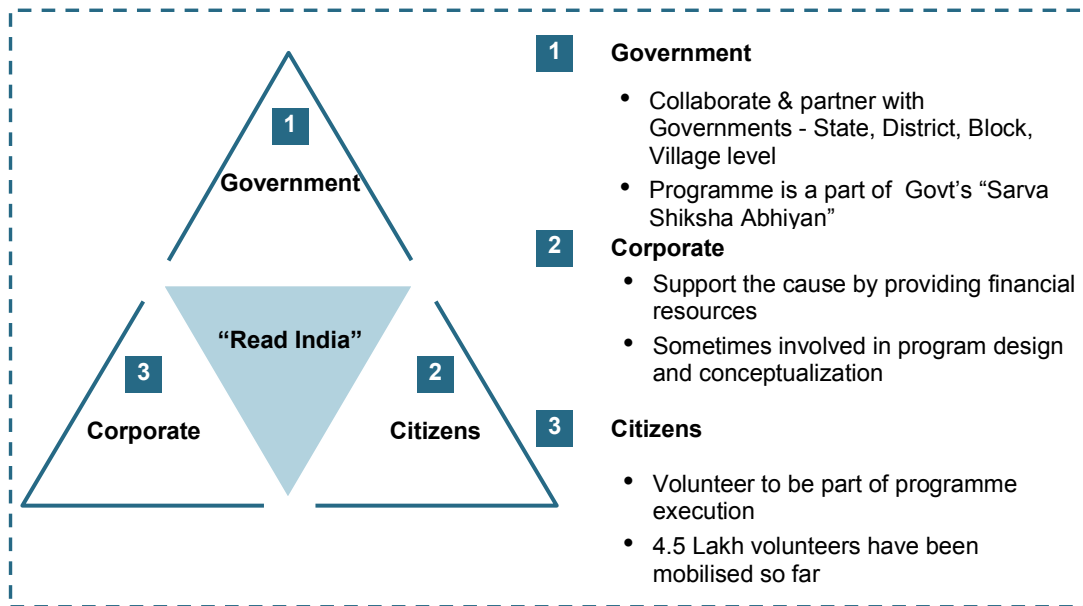 1
Government
“Read India”
3
Corporate
2
Citizens
1
Government
• Collaborate & partner with
Governments - State, District, Block,
Village level
• Programme is a part of Govt’s “Sarva
Shiksha Abhiyan”
2
Corporate
• Support the cause by providing financial
resources
• Sometimes involved in program design
and conceptualization
3
Citizens
• Volunteer to be part of programme
execution
• 4.5 Lakh volunteers have been
mobilised so far